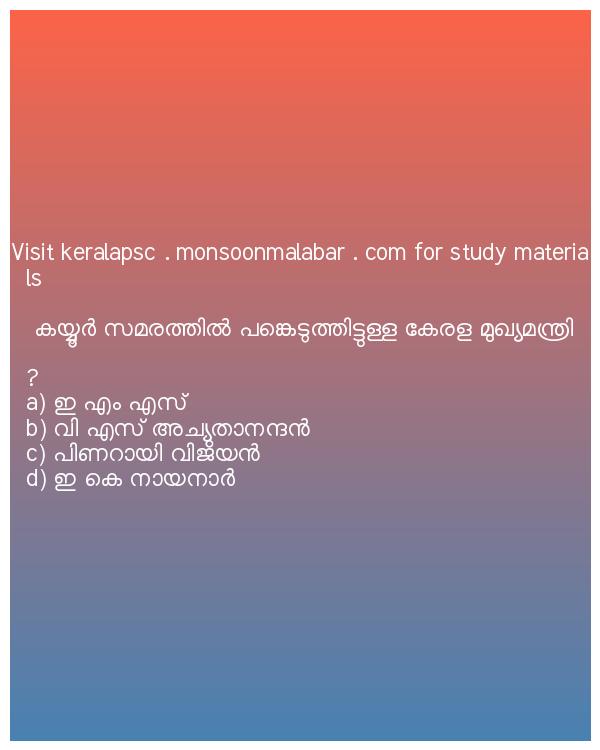 Visit keralapsc . monsoonmalabar . com for study materia
ls
കയ്യൂർ സമരത്തിൽ പങ്കെടുത്തിട്ടുള്ള കേരള മുഖ്യമന്ത്രി
?
a) ഇ എം എസ്
b) വി എസ് അച്യുതാനന്ദൻ
c) പിണറായി വിജയൻ
d) ഇ കെ നായനാർ